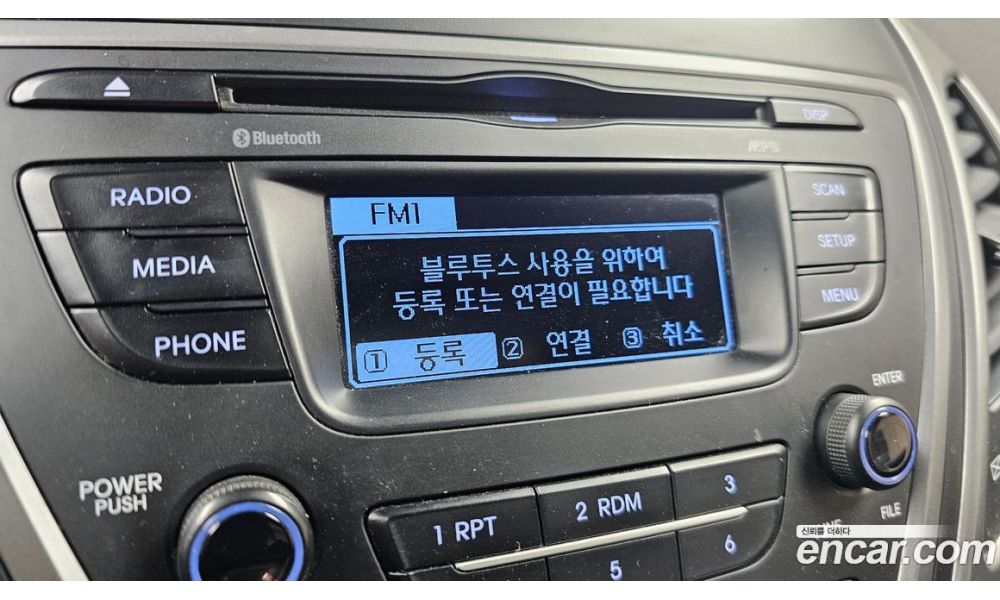 DISP
Bluetooth
MP3
RADIO
SCAN
FM1
블루투스 사용을 위하여
SETUP
MEDIA
등록 또는 연결이 필요합니다
MENU
PHONE
1 등록 2 연결 3 취소
ENTER
POWER
PUSH
1 RPT
2 RDM
3
FILE
5
6
신뢰를 더하다
encar.com